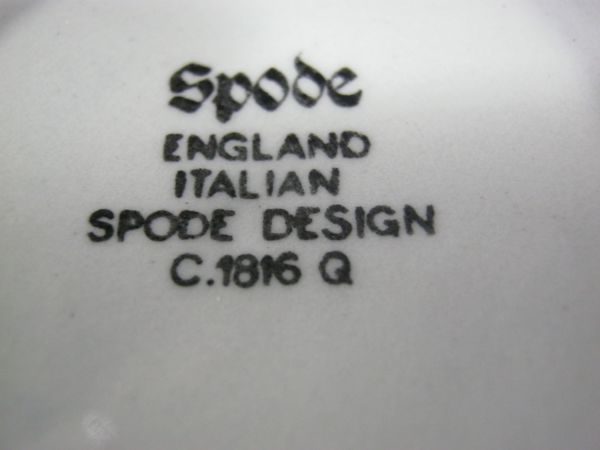 Spode
ENGLAND
ITALIAN
SPODE DESIGN
C.1816 Q